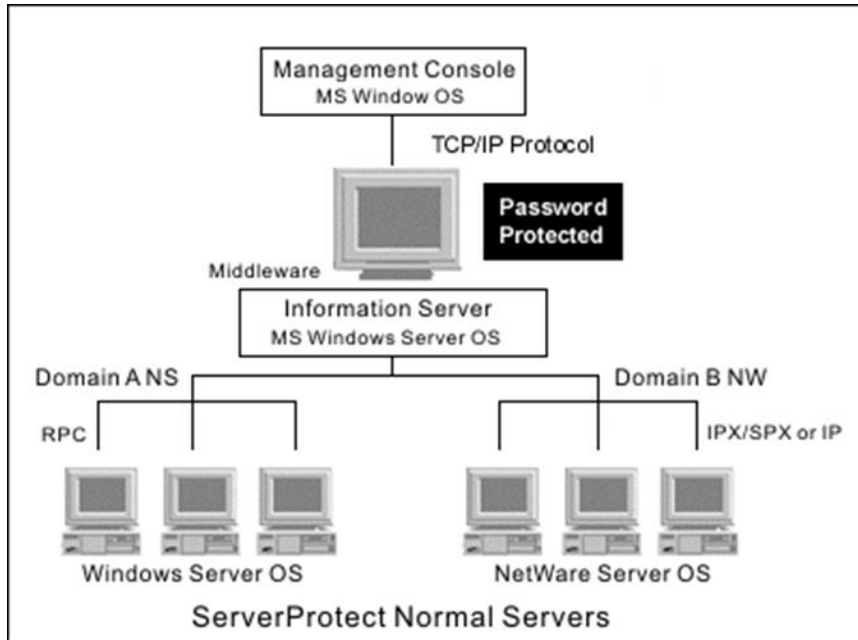 Management Console
MS Window OS
TCP/IP Protocol
Password
Protected
Middleware
Information Server
MS Windows Server OS
Domain A NS
Domain B NW
RPC
IPX/SPX or IP
Windows Server OS
NetWare Server OS
ServerProtect Normal Servers